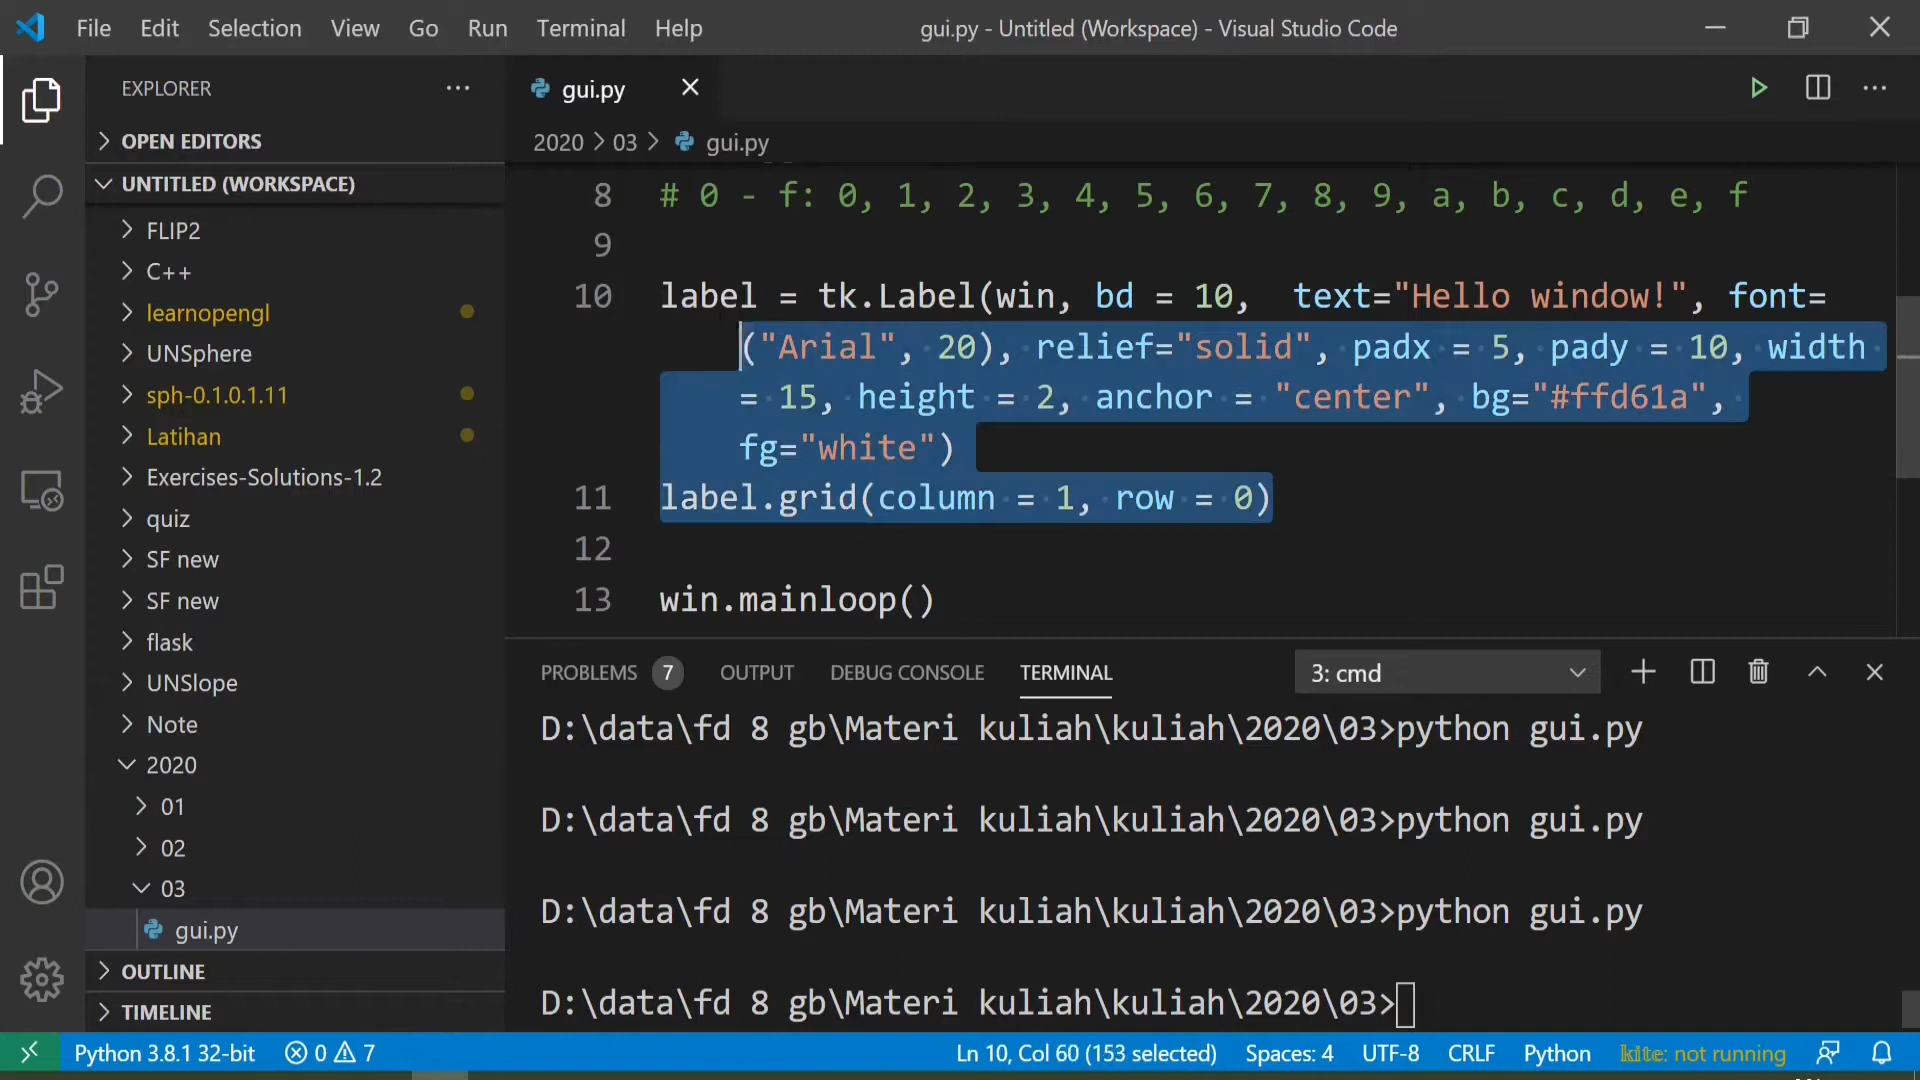 File Edit Selection View Go Run Terminal Help
gui.py - Untitled (Workspace) - Visual Studio Code
EXPLORER
OPEN EDITORS
UNTITLED (WORKSPACE)
FLIP2
C++
learnopengl
UNSphere
sph-0.1.0.1.11
Latihan
Exercises-Solutions-1.2
quiz
SF new
SF new
flask
UNSlope
Note
2020
01
02
03
gui.py
OUTLINE
TIMELINE
gui.py
2020 > 03 > gui.py
8 # 0 - f: 0, 1, 2, 3, 4, 5, 6, 7, 8, 9, a, b, c, d, e, f
9
10 label = tk.Label(win, bd = 10,  text="Hello window!", font=
("Arial", 20), relief="solid", padx = 5, pady = 10, width
= 15, height = 2, anchor = "center", bg="#ffd61a",
fg="white")
11 label.grid(column = 1, row = 0)
12
13 win.mainloop()
PROBLEMS 7 OUTPUT DEBUG CONSOLE TERMINAL
3: cmd
D:\data\fd 8 gb\Materi kuliah\kuliah\2020\03>python gui.py
D:\data\fd 8 gb\Materi kuliah\kuliah\2020\03>python gui.py
D:\data\fd 8 gb\Materi kuliah\kuliah\2020\03>python gui.py
D:\data\fd 8 gb\Materi kuliah\kuliah\2020\03>
Python 3.8.1 32-bit 0 7 Ln 10, Col 60 (153 selected) Spaces: 4 UTF-8 CRLF Python kite: not running